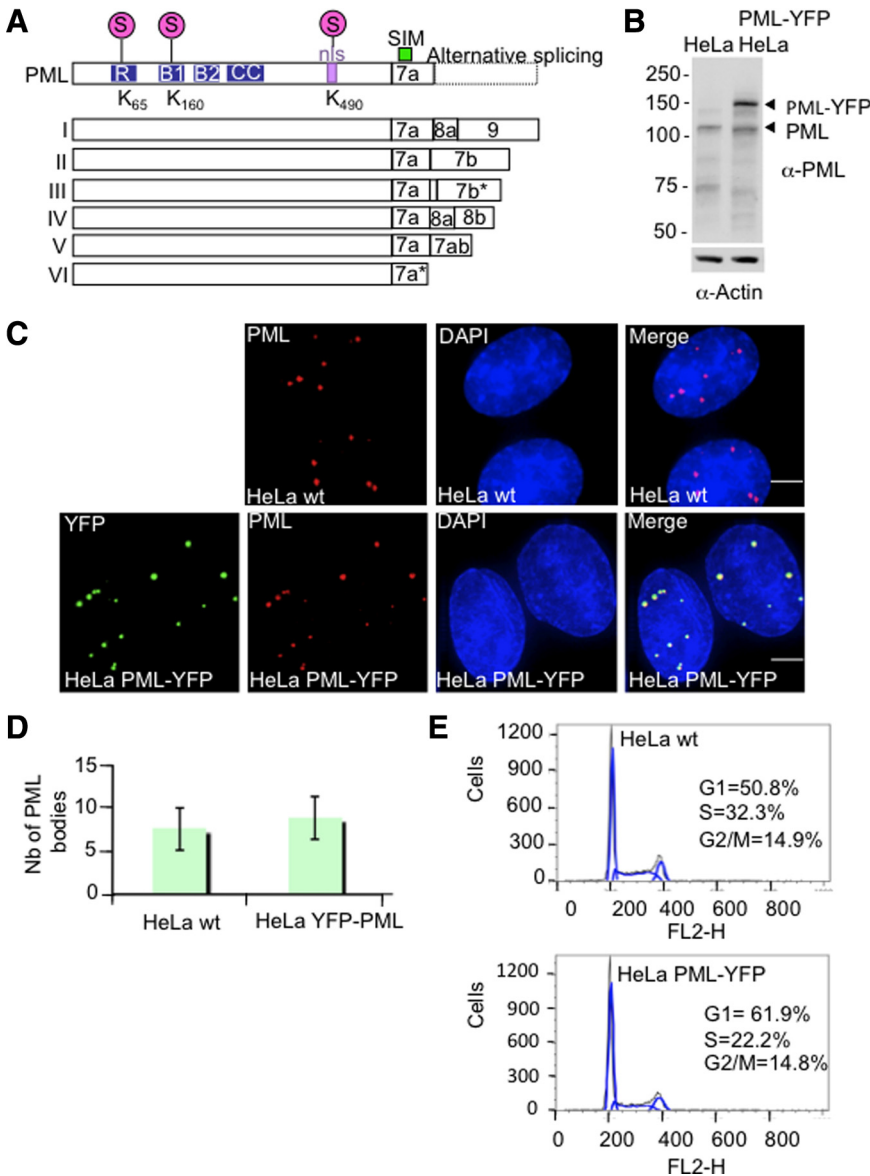 A
S S S
SIM
nls
Alternative splicing
PML R B1 B2 CC 7a
K65 K160 K490
I 7a 8a 9
II 7a 7b
III 7a 7b*
IV 7a 8a 8b
V 7a 7ab
VI 7a*
B
PML-YFP
HeLa HeLa
250 -
150 - PML-YFP
100 - PML
α-PML
75 -
50 -
α-Actin
C
PML DAPI Merge
HeLa wt HeLa wt HeLa wt
YFP PML DAPI Merge
HeLa PML-YFP HeLa PML-YFP HeLa PML-YFP HeLa PML-YFP
D
Nb of PML
bodies
15
10
5
0
HeLa wt HeLa YFP-PML
E
HeLa wt
Cells
1200
900
600
300
0
G1=50.8%
S=32.3%
G2/M=14.9%
0 200 400 600 800
FL2-H
HeLa PML-YFP
Cells
1200
900
600
300
0
G1= 61.9%
S=22.2%
G2/M=14.8%
0 200 400 600 800
FL2-H